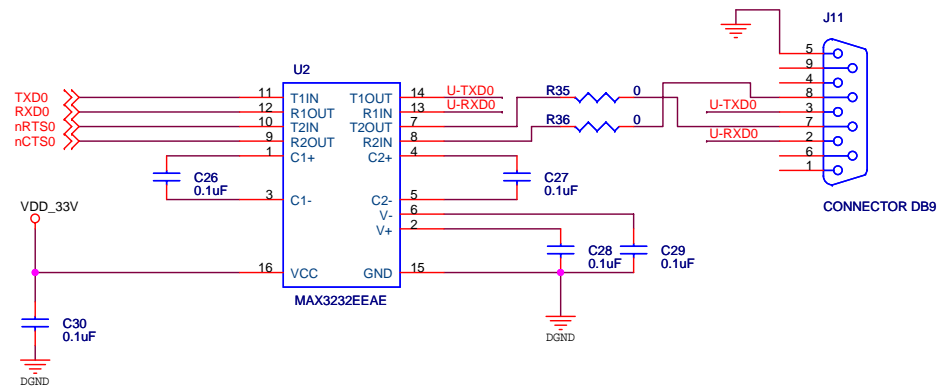 J11
U2
5
9
4
8
3
7
2
6
1
U-TXD0
U-RXD0
CONNECTOR DB9
TXD0
RXD0
nRTS0
nCTS0
11
12
10
9
1
3
16
T1IN
R1OUT
T2IN
R2OUT
C1+
C1-
VCC
T1OUT
R1IN
T2OUT
R2IN
C2+
C2-
V-
V+
GND
14
13
7
8
4
5
6
2
15
U-TXD0
U-RXD0
R35 0
R36 0
C26
0.1uF
C27
0.1uF
VDD_33V
C28
0.1uF
C29
0.1uF
MAX3232EEAE
C30
0.1uF
DGND
DGND